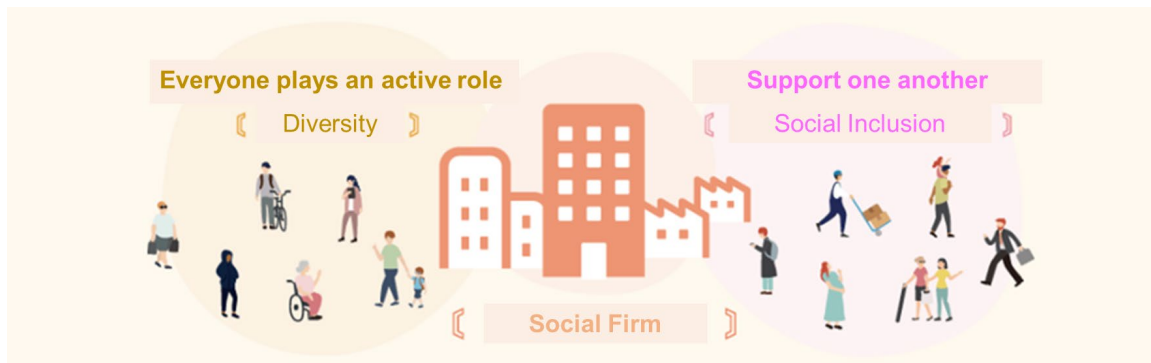 Everyone plays an active role
〘 Diversity 〙
Support one another
〘 Social Inclusion 〙
〘 Social Firm 〙